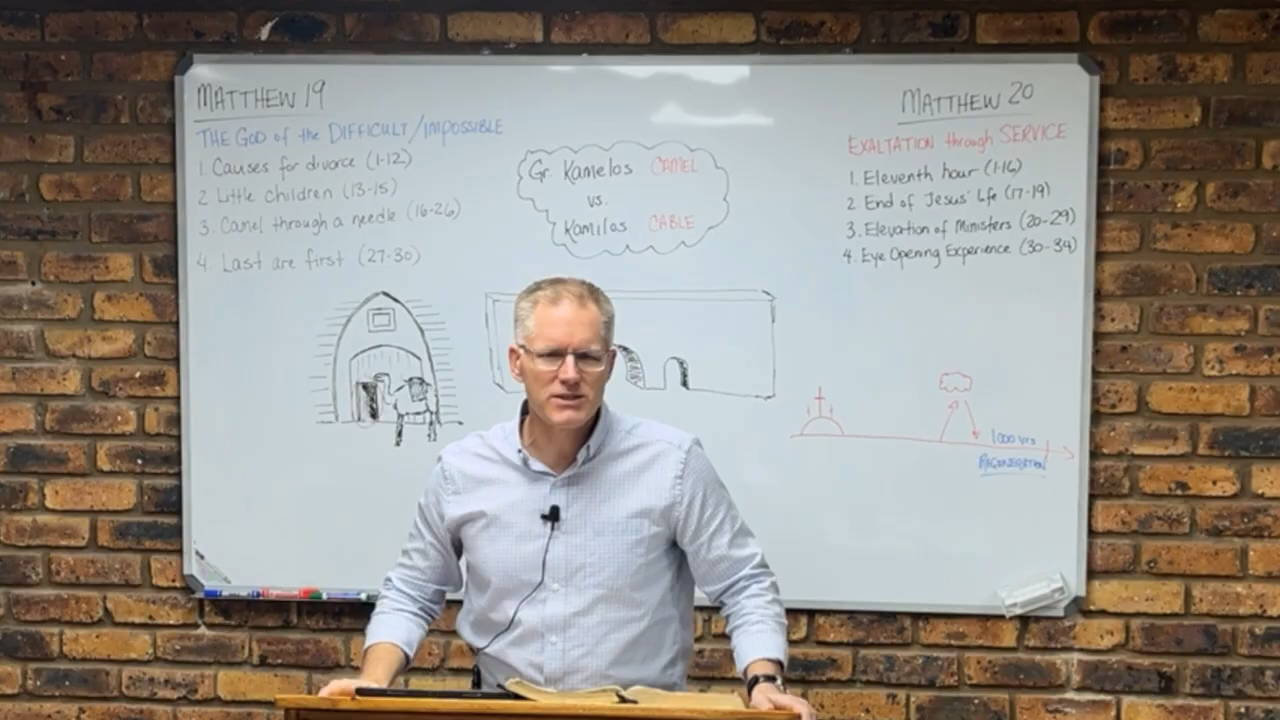 MATTHEW 19
THE GOD of the DIFFICULT/IMPOSSIBLE
1. Causes for divorce (1-12)
2 Little children (13-15)
3. Camel through a needle (16-26)
4. Last are first (27-30)
Gr. Kamelos CAMEL
vs.
Kamilos CABLE
MATTHEW 20
EXALTATION through SERVICE
1. Eleventh hour (1-16)
2 End of Jesus' life (17-19)
3. Elevation of Ministers (20-29)
4. Eye Opening Experience (30-34)
1000 yrs
REGENERATION